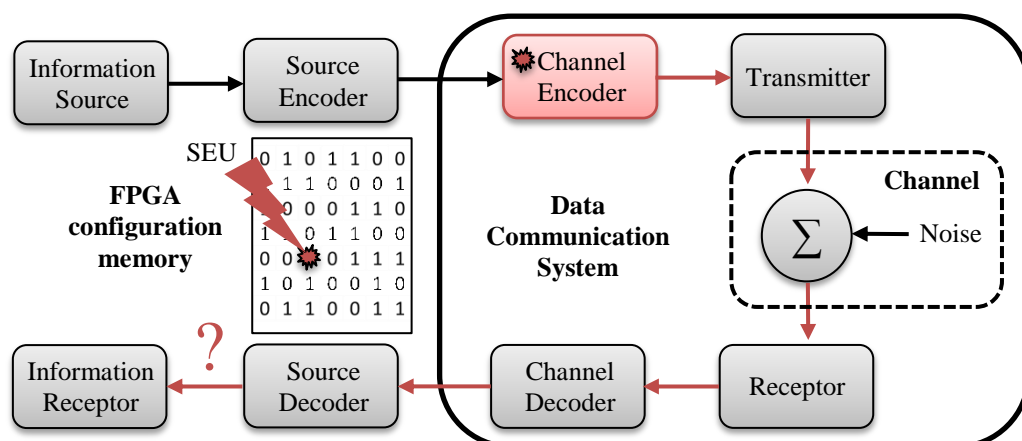 Information
Source
Source
Encoder
Channel
Encoder
Transmitter
SEU
0 1 0 1 1 0 0
1 1 0 0 0 1
1 0 0 1 1 0
1 0 1 1 0 0
0 0 0 1 1 1
1 0 1 0 0 1 0
0 1 1 0 0 1 1
FPGA
configuration
memory
Data
Communication
System
Channel
Σ
Noise
?
Information
Receptor
Source
Decoder
Channel
Decoder
Receptor